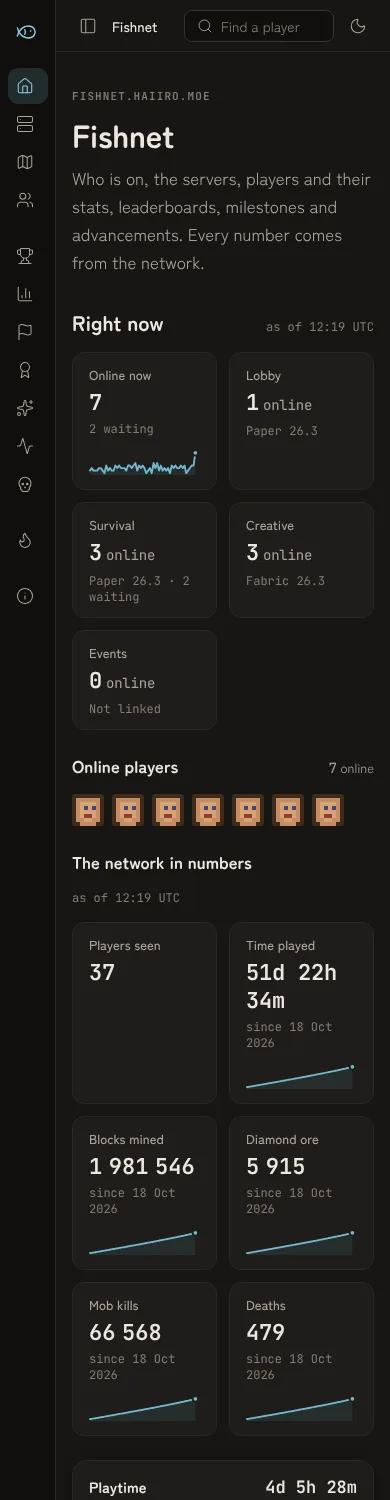 Fishnet
Find a player
FISHNET.HAIIRO.MOE
Fishnet
Who is on, the servers, players and their
stats, leaderboards, milestones and
advancements. Every number comes
from the network.
Right now
as of 12:19 UTC
Online now
7
2 waiting
Lobby
1 online
Paper 26.3
Survival
3 online
Paper 26.3 · 2
waiting
Creative
3 online
Fabric 26.3
Events
0 online
Not linked
Online players
7 online
The network in numbers
as of 12:19 UTC
Players seen
37
Time played
51d 22h
34m
since 18 Oct
2026
Blocks mined
1 981 546
since 18 Oct
2026
Diamond ore
5 915
since 18 Oct
2026
Mob kills
66 568
since 18 Oct
2026
Deaths
479
since 18 Oct
2026
Playtime
4d 5h 28m